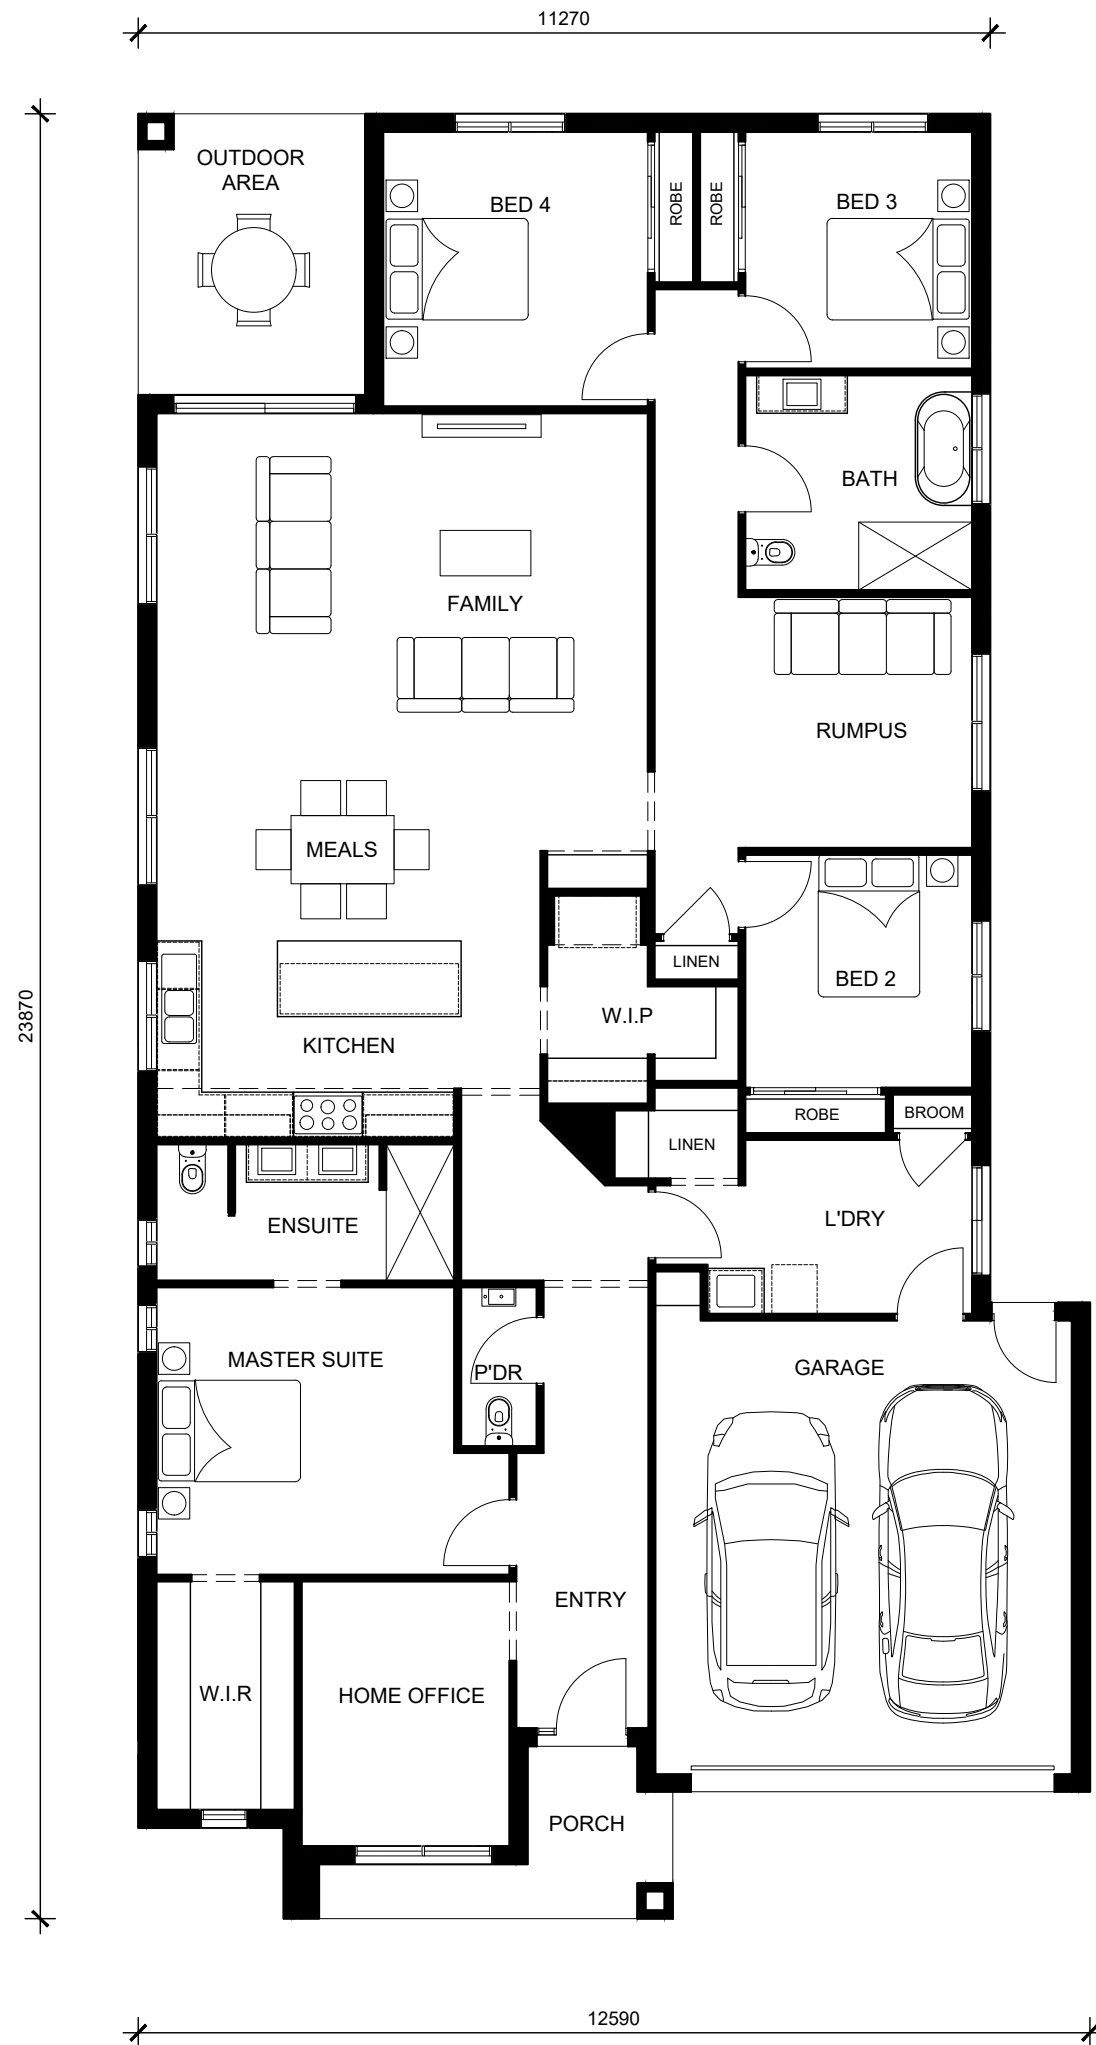 11270
OUTDOOR
AREA
BED 4
ROBE
ROBE
BED 3
BATH
FAMILY
RUMPUS
MEALS
LINEN
BED 2
W.I.P
23870
KITCHEN
ROBE
BROOM
LINEN
ENSUITE
L'DRY
MASTER SUITE
P'DR
GARAGE
ENTRY
W.I.R
HOME OFFICE
PORCH
12590